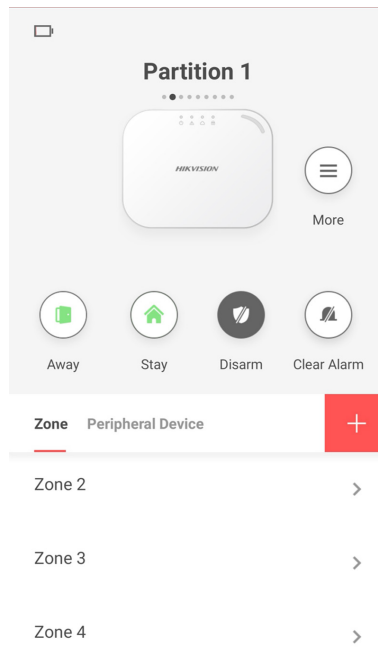 Partition 1
HIKVISION
More
Away Stay Disarm Clear Alarm
Zone Peripheral Device
Zone 2
Zone 3
Zone 4